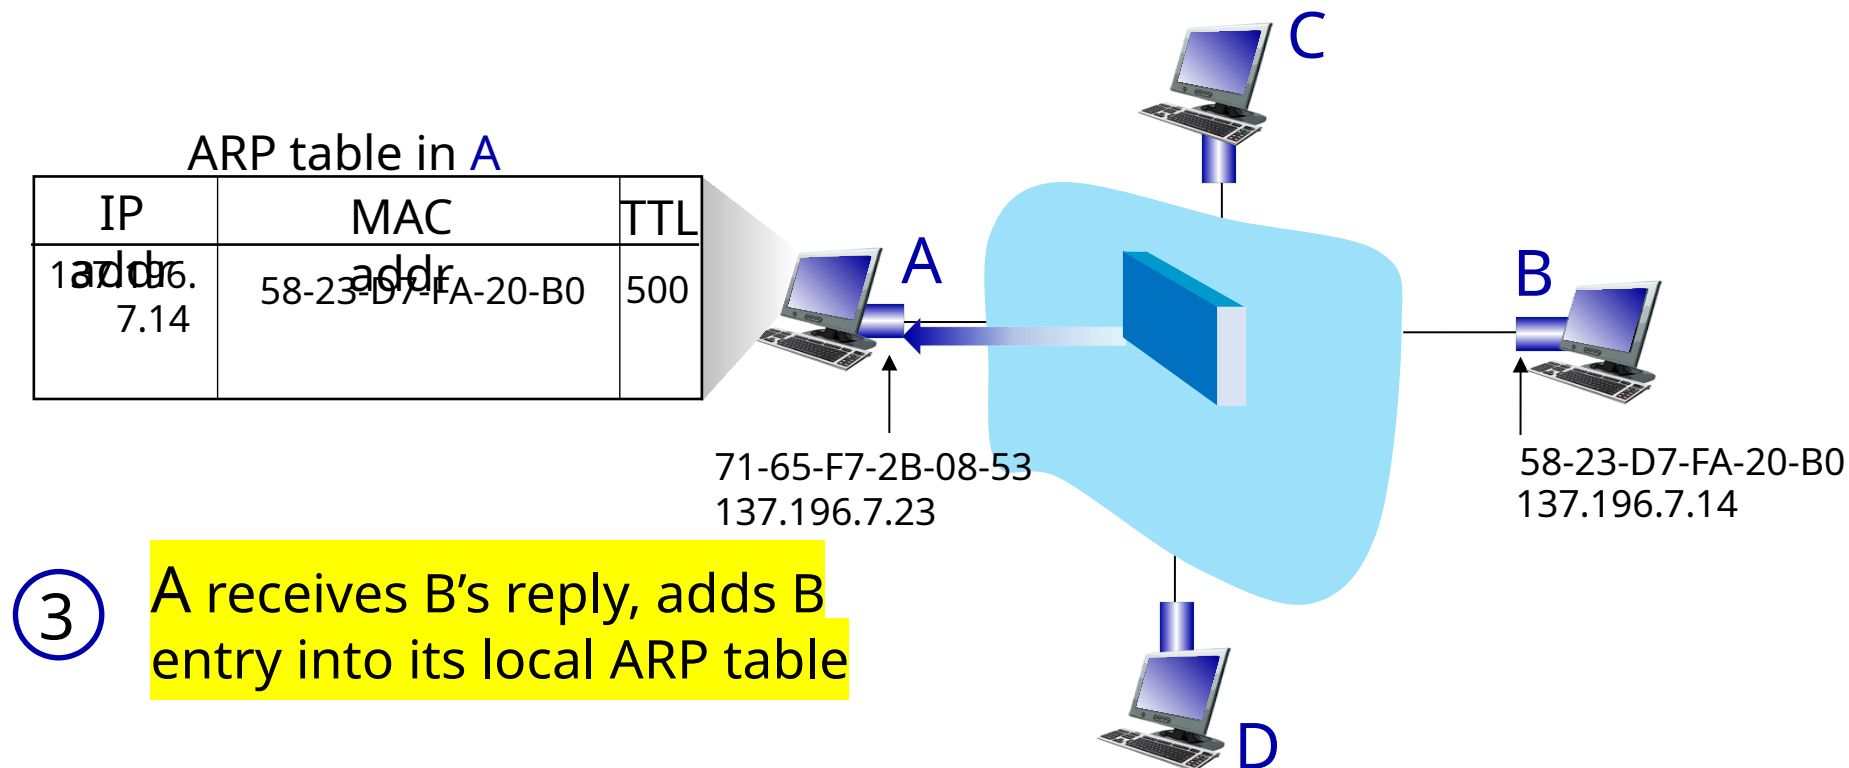 C
ARP table in A
IP
addr
MAC
addr
TTL
137.196.
7.14
58-23-D7-FA-20-B0
500
A
B
71-65-F7-2B-08-53
137.196.7.23
58-23-D7-FA-20-B0
137.196.7.14
3
A receives B’s reply, adds B
entry into its local ARP table
D